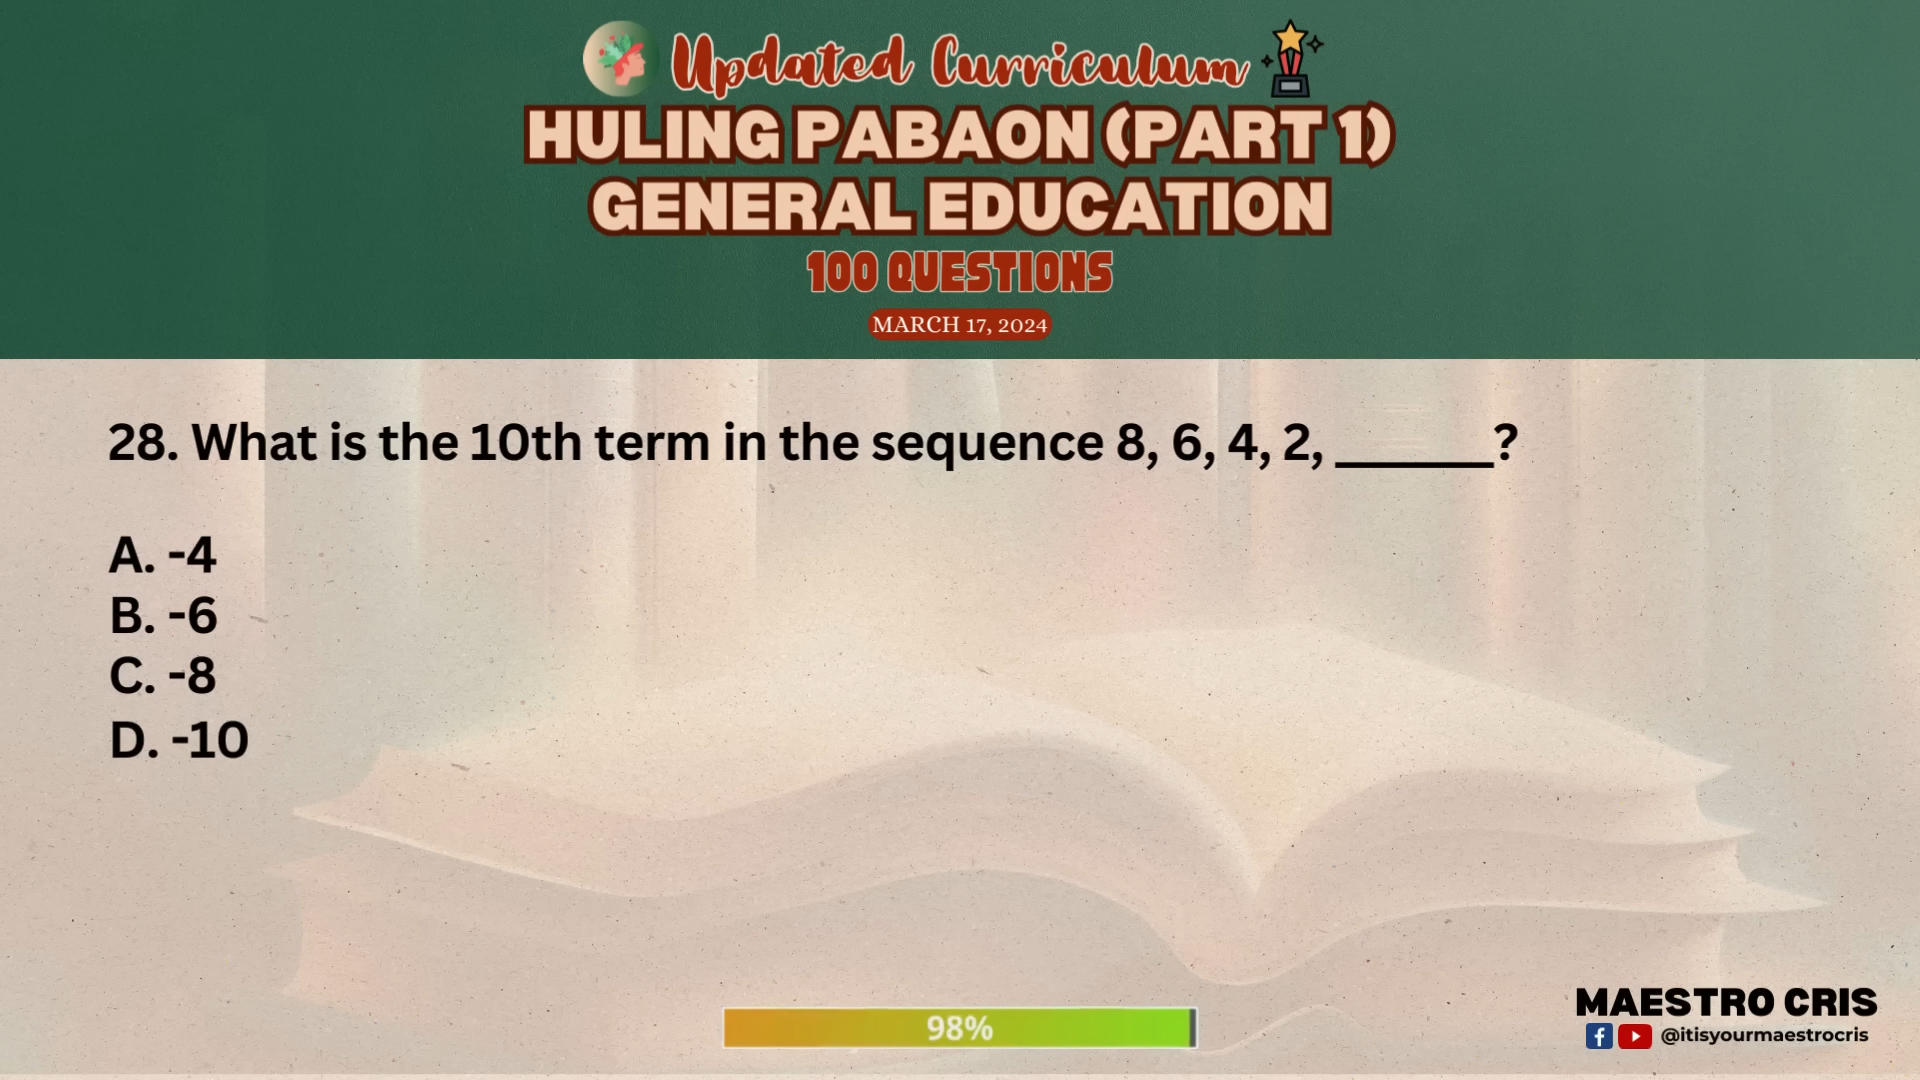 Updated Curriculum
HULING PABAON (PART 1)
GENERAL EDUCATION
100 QUESTIONS
MARCH 17, 2024
28. What is the 10th term in the sequence 8, 6, 4, 2, ______?
A. -4
B. -6
C. -8
D. -10
98%
MAESTRO CRIS
@itisyourmaestrocris